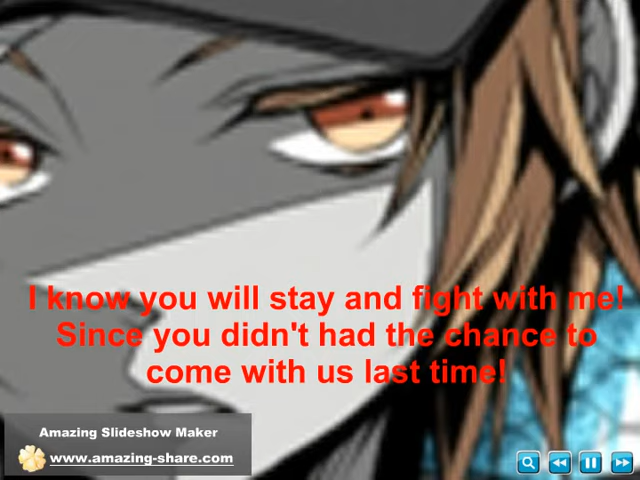 I know you will stay and fight with me!
Since you didn't had the chance to
come with us last time!
Amazing Slideshow Maker
www.amazing-share.com